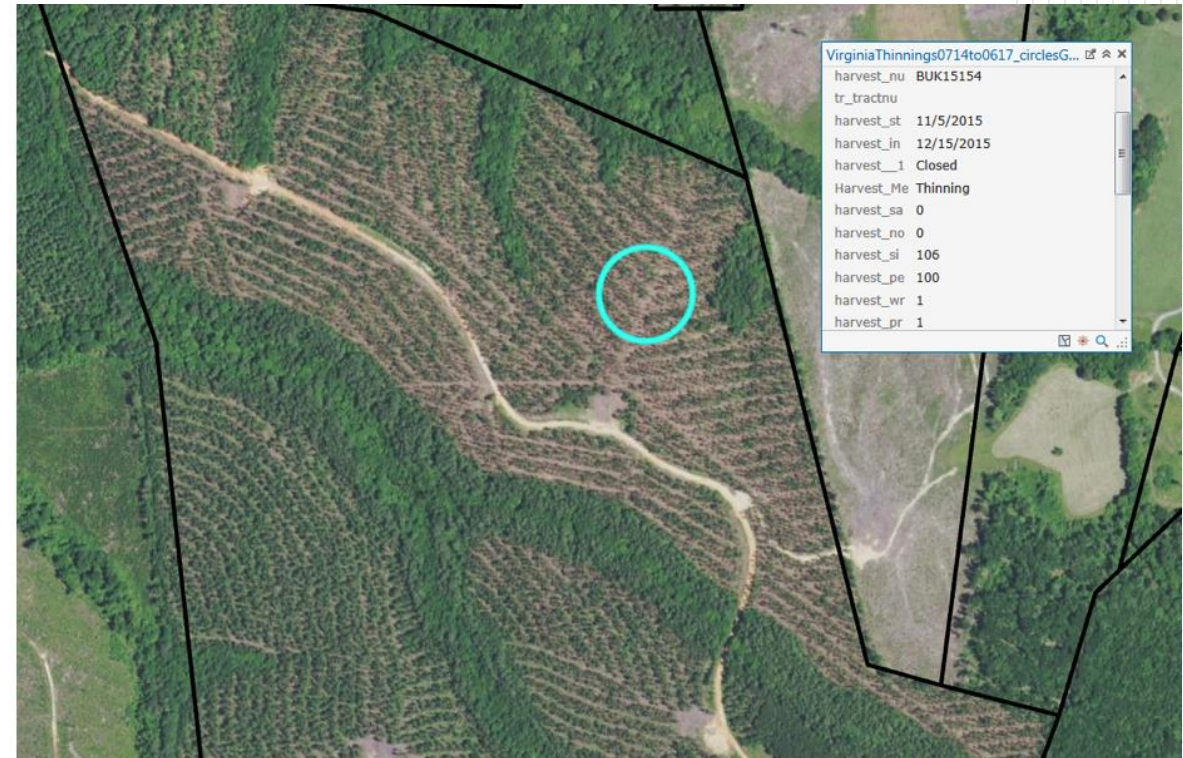 VirginiaThinnings0714to0617_circlesG...
harvest_nu BUK15154
tr_tractnu
harvest_st 11/5/2015
harvest_in 12/15/2015
harvest__1 Closed
Harvest_Me Thinning
harvest_sa 0
harvest_no 0
harvest_si 106
harvest_pe 100
harvest_wr 1
harvest_pr 1